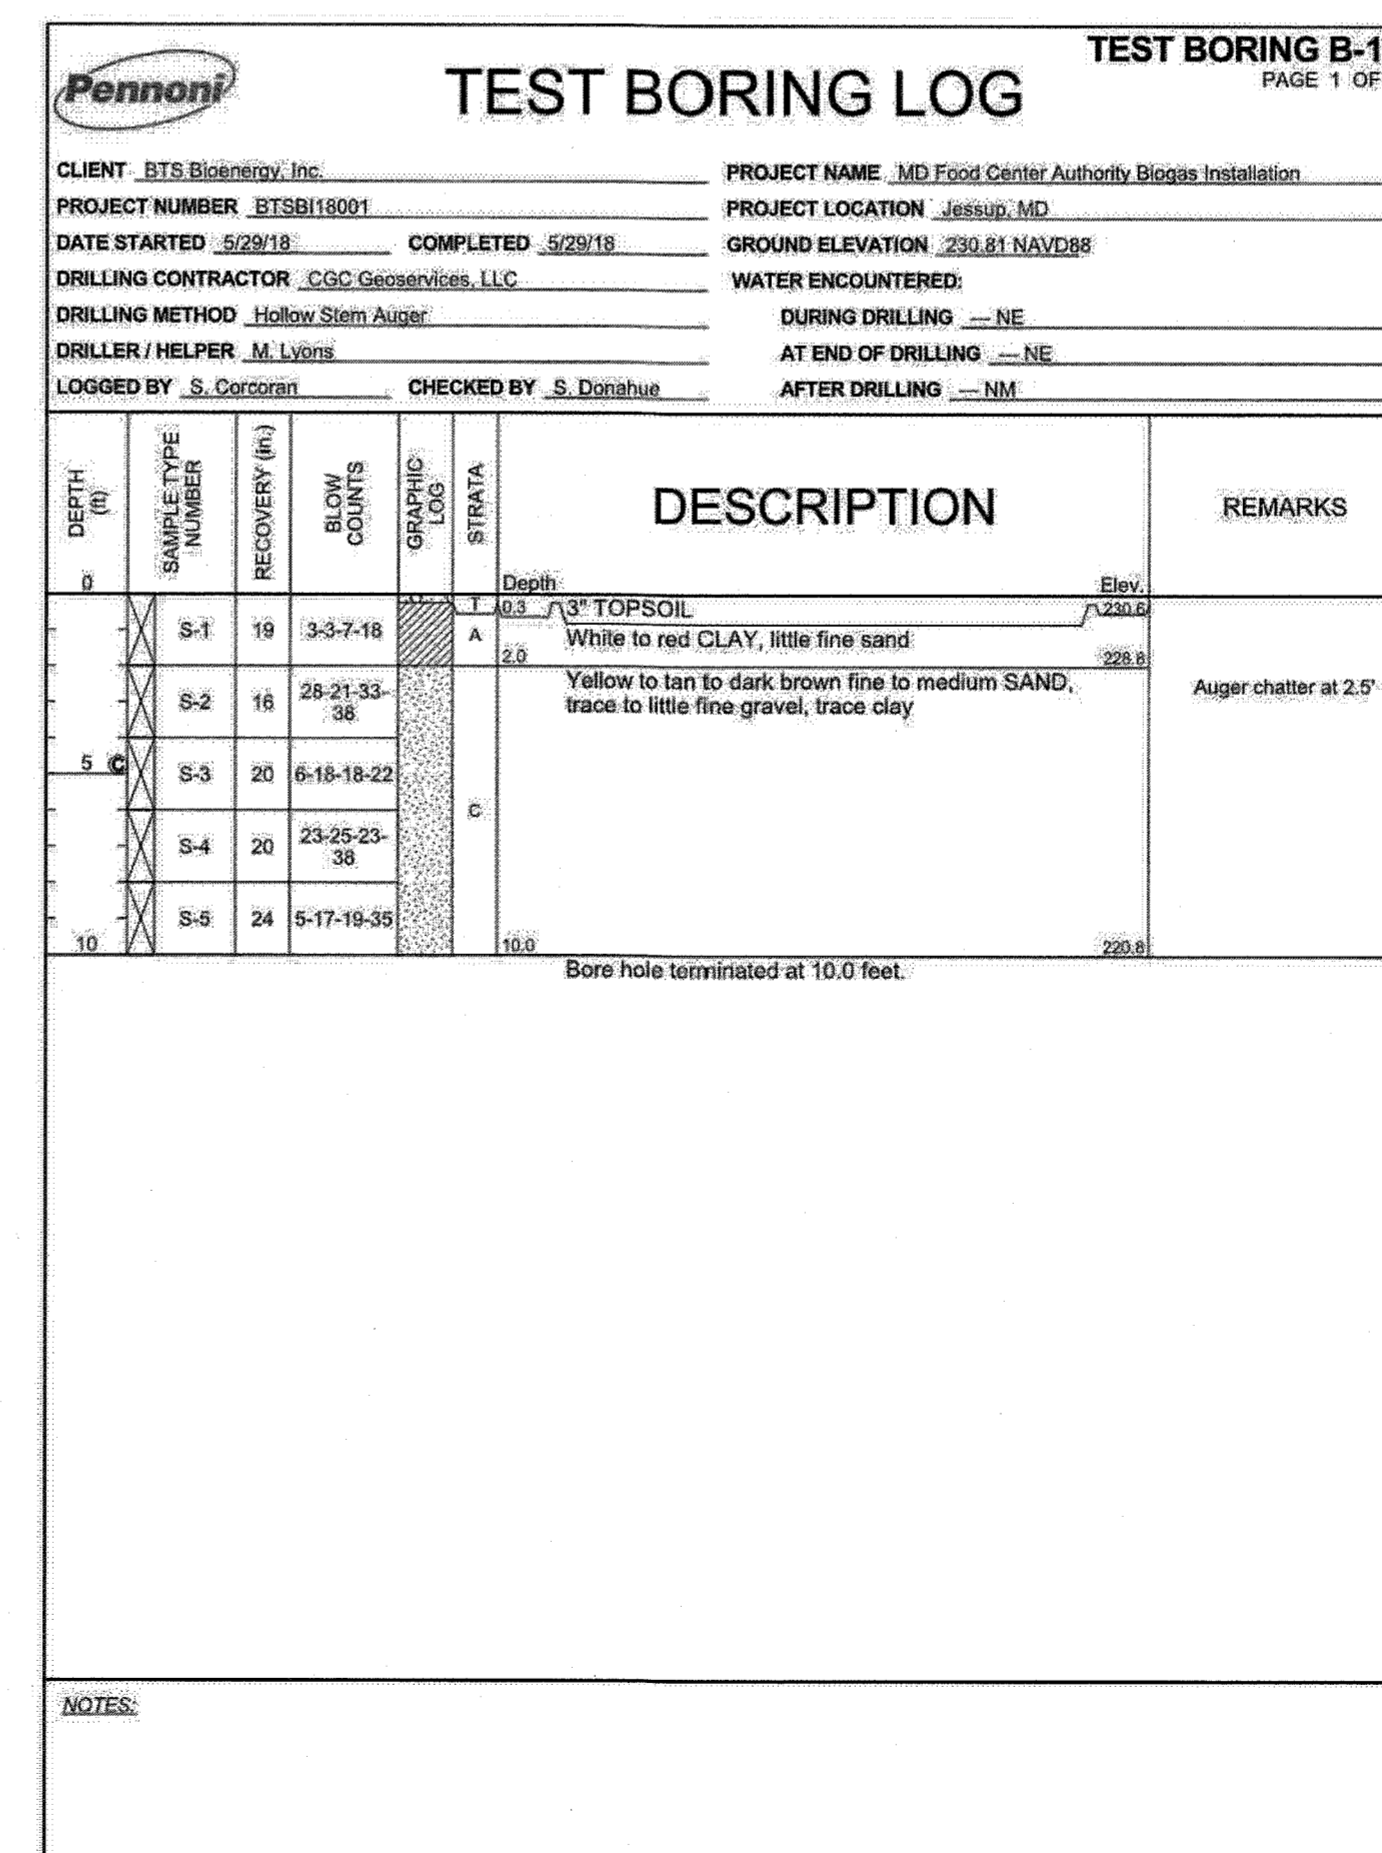 Pennoni
TEST BORING LOG
TEST BORING B-1
PAGE 1 OF
CLIENT BTS Bioenergy, Inc.
PROJECT NAME MD Food Center Authority Biogas Installation
PROJECT NUMBER BTSBI18001
PROJECT LOCATION Jessup, MD
DATE STARTED 5/29/18 COMPLETED 5/29/18
GROUND ELEVATION 230.81 NAVD88
DRILLING CONTRACTOR CGC Geoservices, LLC
WATER ENCOUNTERED:
DRILLING METHOD Hollow Stem Auger
DURING DRILLING --- NE
DRILLER / HELPER M. Lyons
AT END OF DRILLING --- NE
LOGGED BY S. Corcoran CHECKED BY S. Donahue
AFTER DRILLING --- NM
DEPTH
(ft)
SAMPLE TYPE
NUMBER
RECOVERY (in.)
BLOW
COUNTS
GRAPHIC
LOG
STRATA
DESCRIPTION
REMARKS
0
Depth
Elev.
T 0.3 3" TOPSOIL 230.6
S-1 19 3-3-7-18 A White to red CLAY, little fine sand
2.0 228.8
Yellow to tan to dark brown fine to medium SAND,
trace to little fine gravel, trace clay
Auger chatter at 2.5'
S-2 16 28-21-33-
38
5 C S-3 20 6-18-18-22
C
S-4 20 23-25-23-
38
S-5 24 5-17-19-35
10 10.0 220.8
Bore hole terminated at 10.0 feet.
NOTES: